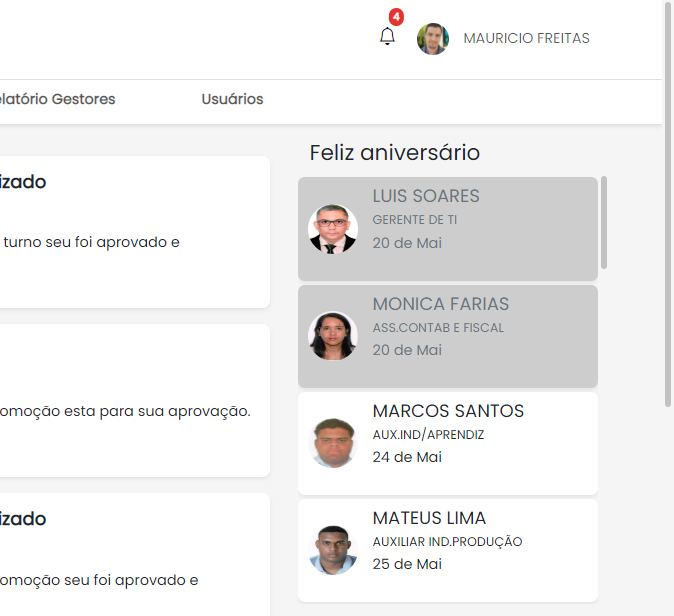 4
MAURICIO FREITAS
elatório Gestores
Usuários
Feliz aniversário
izado
turno seu foi aprovado e
omoção esta para sua aprovação.
izado
omoção seu foi aprovado e
LUIS SOARES
GERENTE DE TI
20 de Mai
MONICA FARIAS
ASS.CONTAB E FISCAL
20 de Mai
MARCOS SANTOS
AUX.IND/APRENDIZ
24 de Mai
MATEUS LIMA
AUXILIAR IND.PRODUÇÃO
25 de Mai